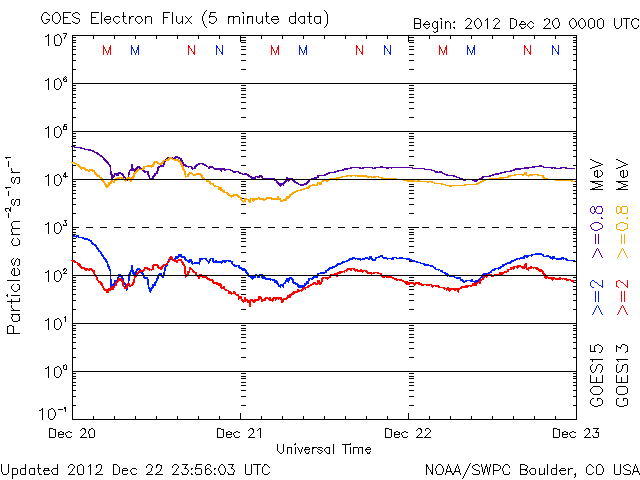 GOES Electron Flux (5 minute data)
Begin: 2012 Dec 20 0000 UTC
10⁷
M M N N M M N N M M N N
10⁶
10⁵
10⁴
10³
10²
10¹
10⁰
10⁻¹
Particles cm⁻²s⁻¹sr⁻¹
GOES15 >=2 >=0.8 MeV
GOES13 >=2 >=0.8 MeV
Dec 20 Dec 21 Dec 22 Dec 23
Universal Time
Updated 2012 Dec 22 23:56:03 UTC
NOAA/SWPC Boulder, CO USA